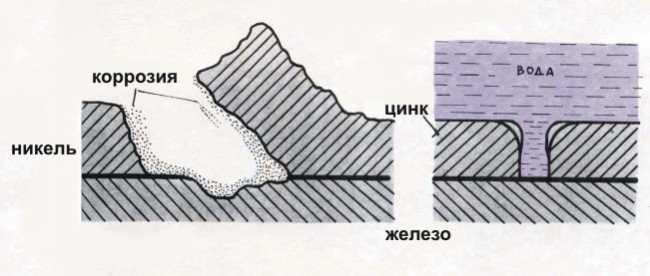 коррозия
никель
цинк
ВОДА
железо